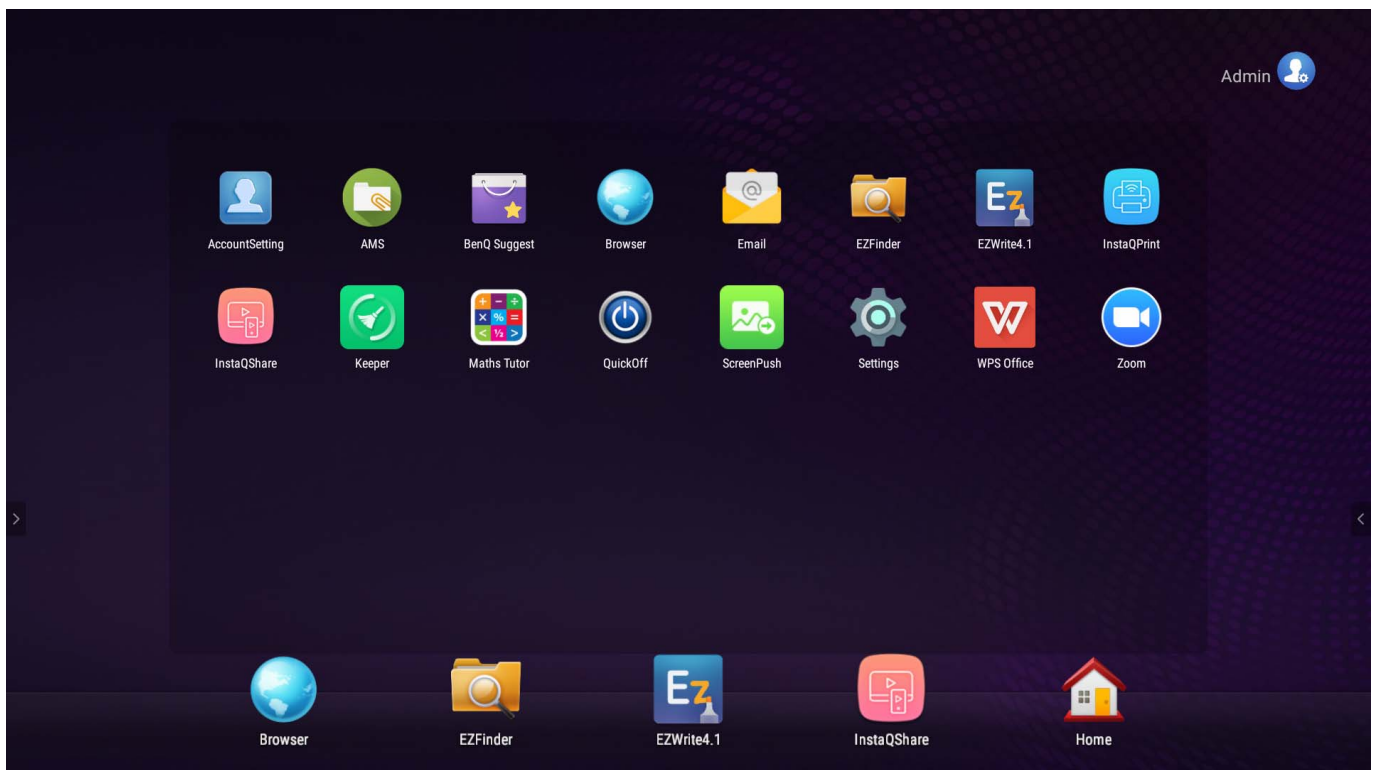 Admin
AccountSetting AMS BenQ Suggest Browser Email EZFinder EZWrite4.1 InstaQPrint
InstaQShare Keeper Maths Tutor QuickOff ScreenPush Settings WPS Office Zoom
Browser EZFinder EZWrite4.1 InstaQShare Home